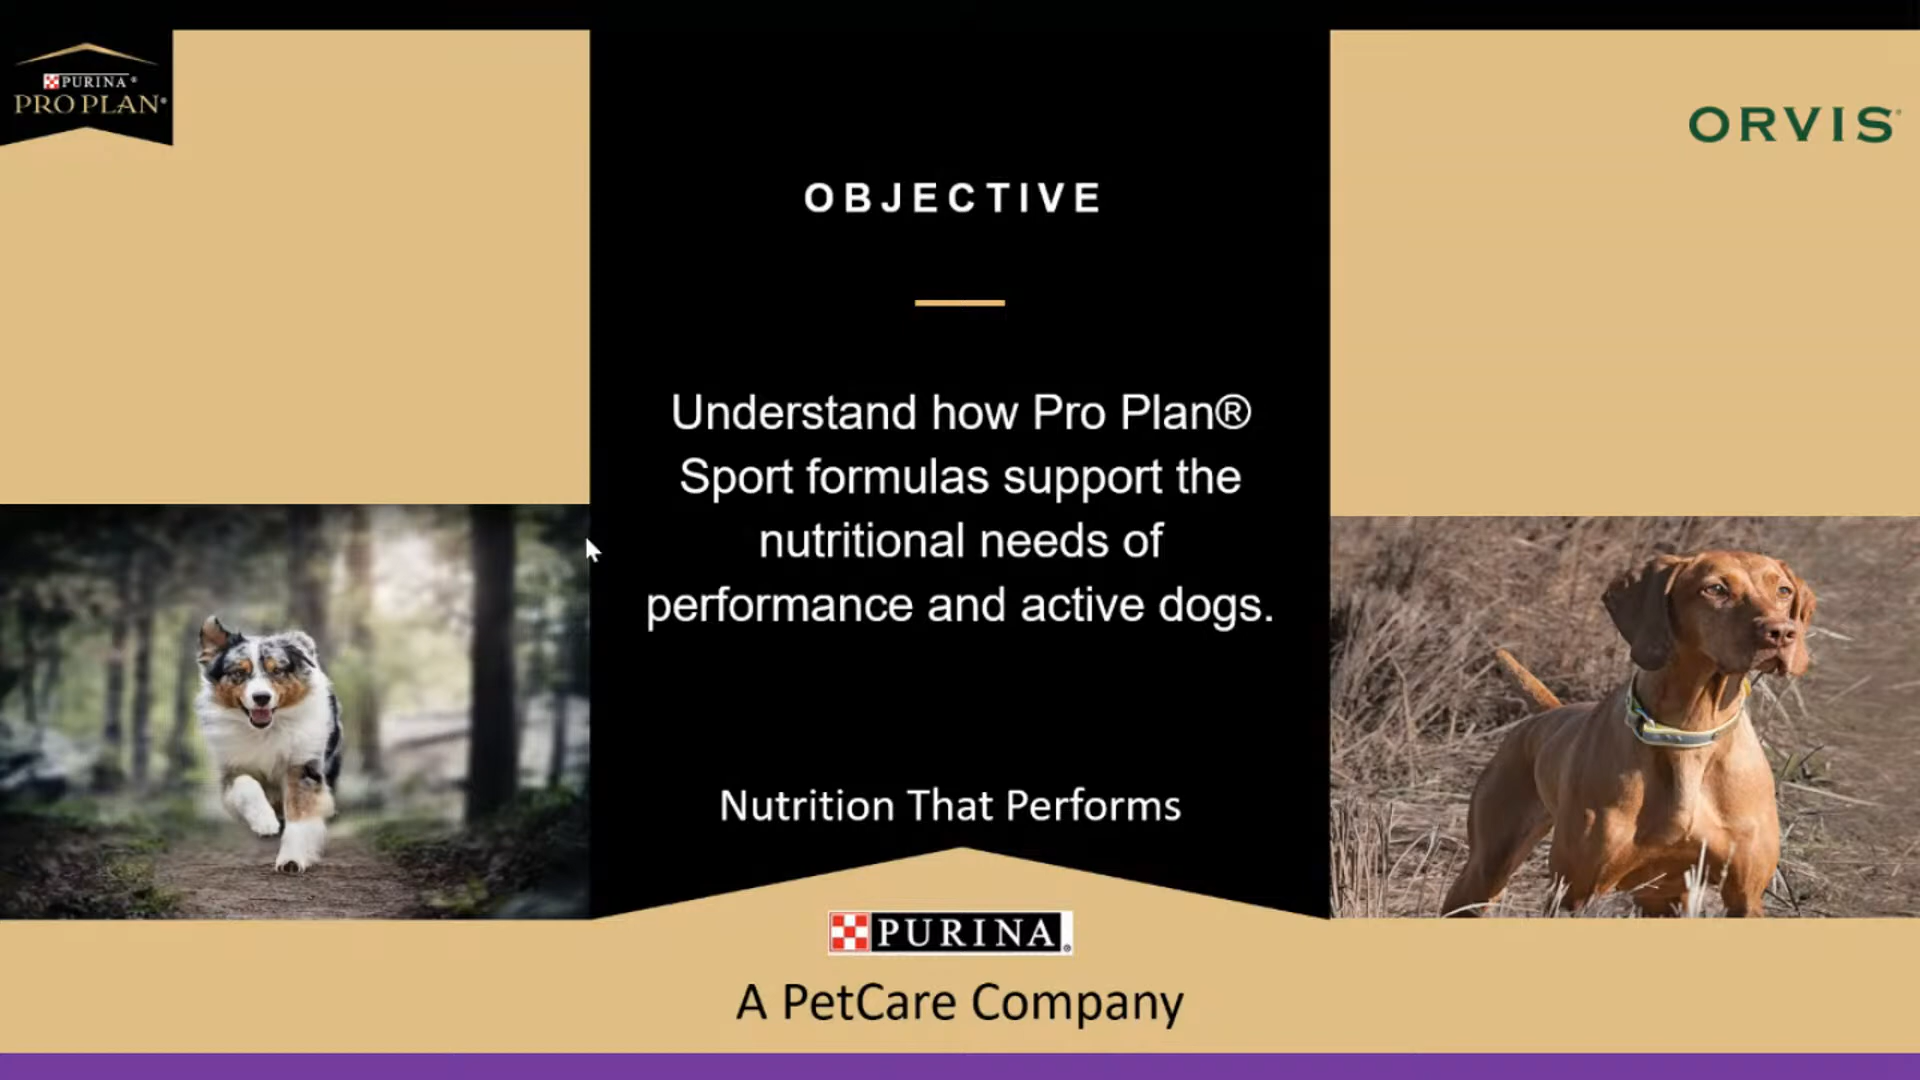 PURINA®
PRO PLAN®
ORVIS®
OBJECTIVE
Understand how Pro Plan®
Sport formulas support the
nutritional needs of
performance and active dogs.
Nutrition That Performs
PURINA®
A PetCare Company